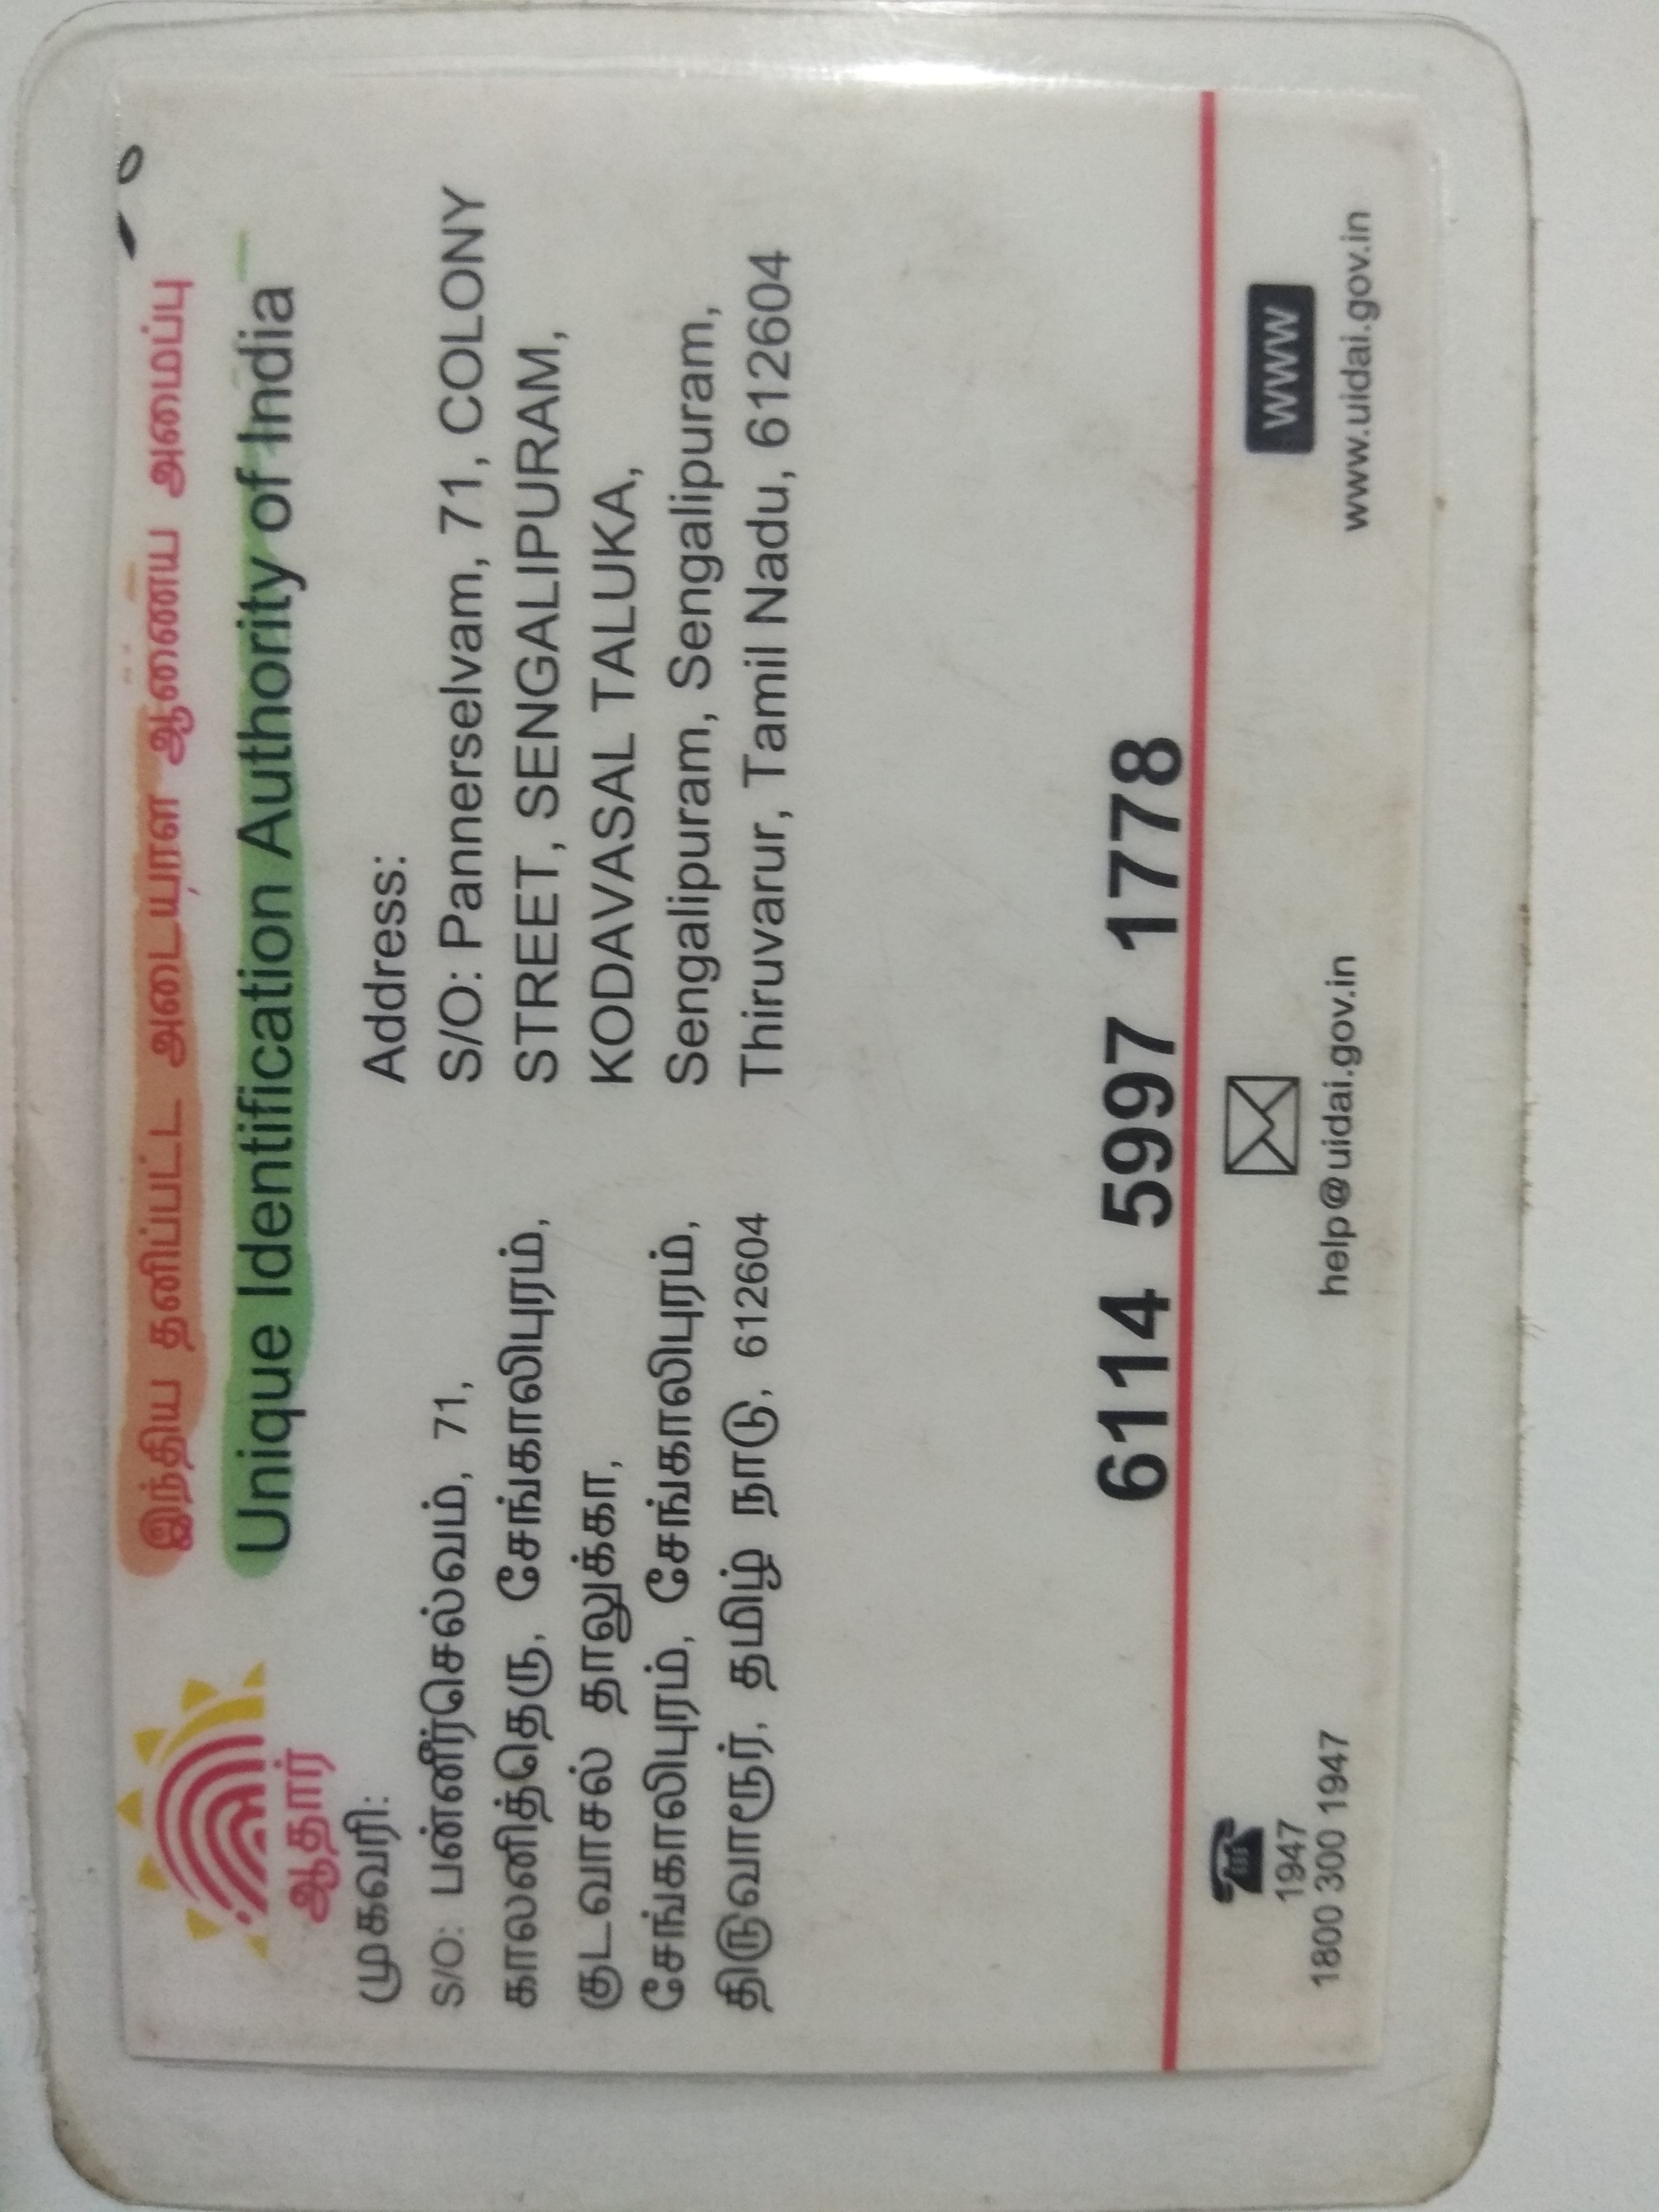 இந்திய தனிப்பட்ட அடையாள ஆணைய அமைப்பு
Unique Identification Authority of India
ஆதார்
முகவரி:
S/O: பன்னீர்செல்வம், 71,
காலனித்தெரு, சேங்காலிபுரம்,
குடவாசல் தாலுக்கா,
சேங்காலிபுரம், சேங்காலிபுரம்,
திருவாரூர், தமிழ் நாடு, 612604
Address:
S/O: Pannerselvam, 71, COLONY
STREET, SENGALIPURAM,
KODAVASAL TALUKA,
Sengalipuram, Sengalipuram,
Thiruvarur, Tamil Nadu, 612604
6114 5997 1778
1947
1800 300 1947
help@uidai.gov.in
WWW
www.uidai.gov.in